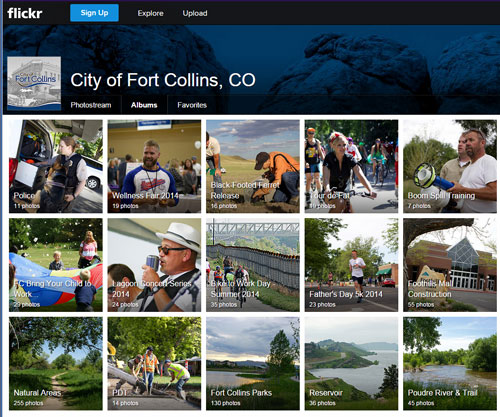 flickr
Sign Up
Explore
Upload
Fort Collins
City of Fort Collins, CO
Photostream
Albums
Favorites
Police
11 photos
Wellness Fair 2014
19 photos
Black-Footed Ferret
Release
16 photos
Tour de Fat
19 photos
Boom Spill Training
7 photos
FC Bring Your Child to
Work...
29 photos
Lagoon Concert Series
2014
24 photos
Bike to Work Day -
Summer 2014
35 photos
Father's Day 5k 2014
23 photos
Foothills Mall
Construction
55 photos
Natural Areas
255 photos
PDT
14 photos
Fort Collins Parks
130 photos
Reservoir
36 photos
Poudre River & Trail
45 photos